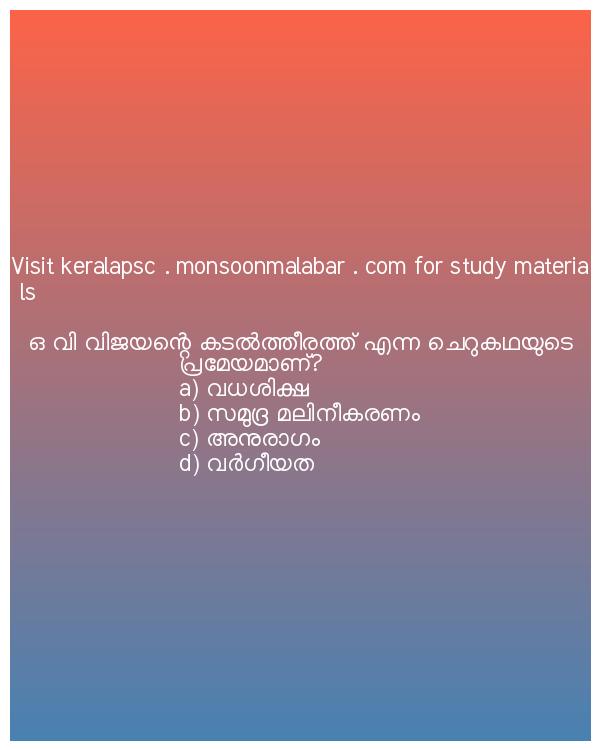 Visit keralapsc . monsoonmalabar . com for study materia
ls
ഒ വി വിജയന്റെ കടൽത്തീരത്ത് എന്ന ചെറുകഥയുടെ
പ്രമേയമാണ്?
a) വധശിക്ഷ
b) സമുദ്ര മലിനീകരണം
c) അനുരാഗം
d) വർഗീയത